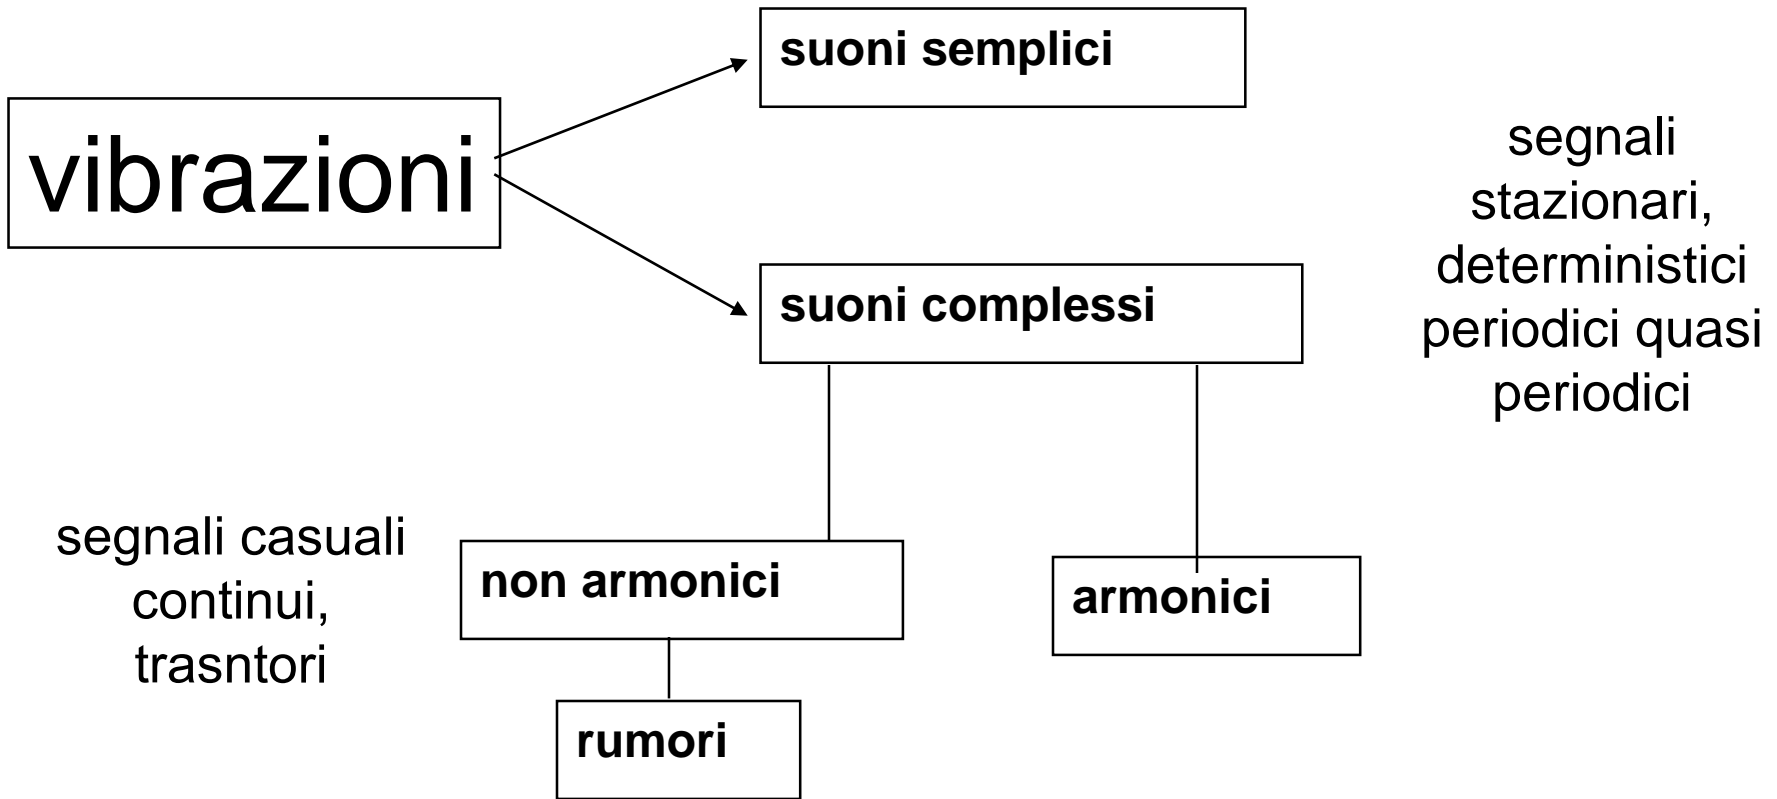 suoni semplici
vibrazioni
segnali
stazionari,
deterministici
periodici quasi
periodici
suoni complessi
segnali casuali
continui,
trasntori
non armonici
armonici
rumori